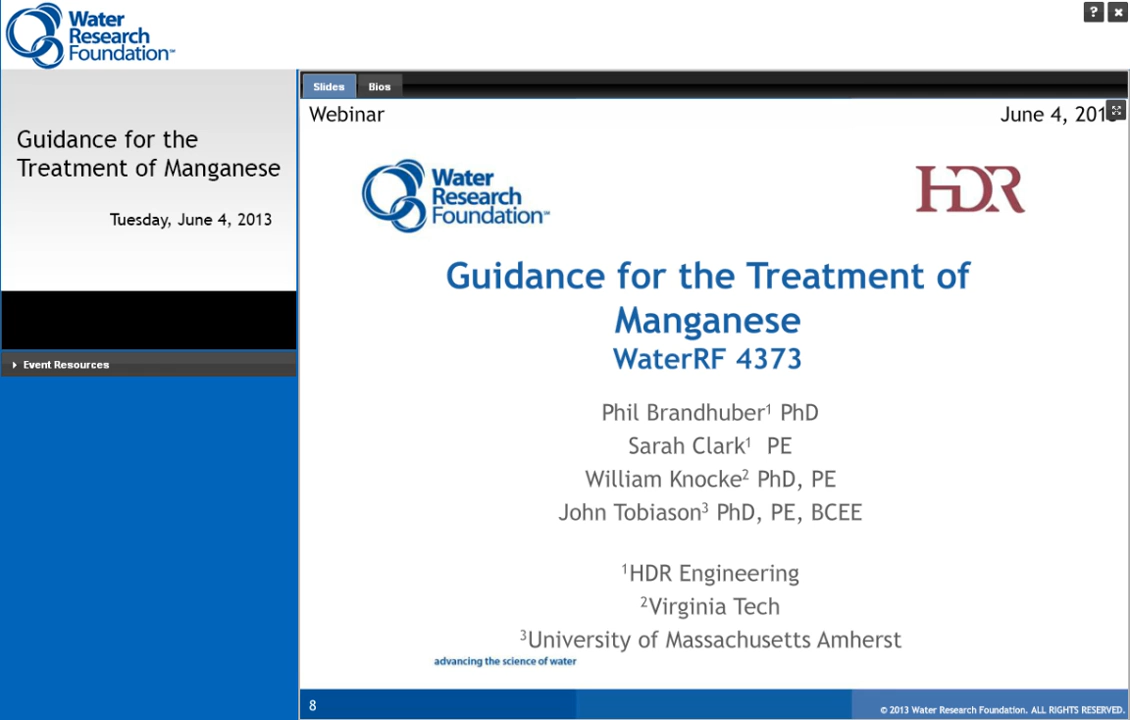 Water
Research
Foundation™
Guidance for the
Treatment of Manganese
Tuesday, June 4, 2013
Event Resources
?
Slides
Bios
Webinar
June 4, 2013
Water
Research
Foundation™
HDR
Guidance for the Treatment of
Manganese
WaterRF 4373
Phil Brandhuber¹ PhD
Sarah Clark¹ PE
William Knocke² PhD, PE
John Tobiason³ PhD, PE, BCEE
¹HDR Engineering
²Virginia Tech
³University of Massachusetts Amherst
advancing the science of water
8
© 2013 Water Research Foundation. ALL RIGHTS RESERVED.